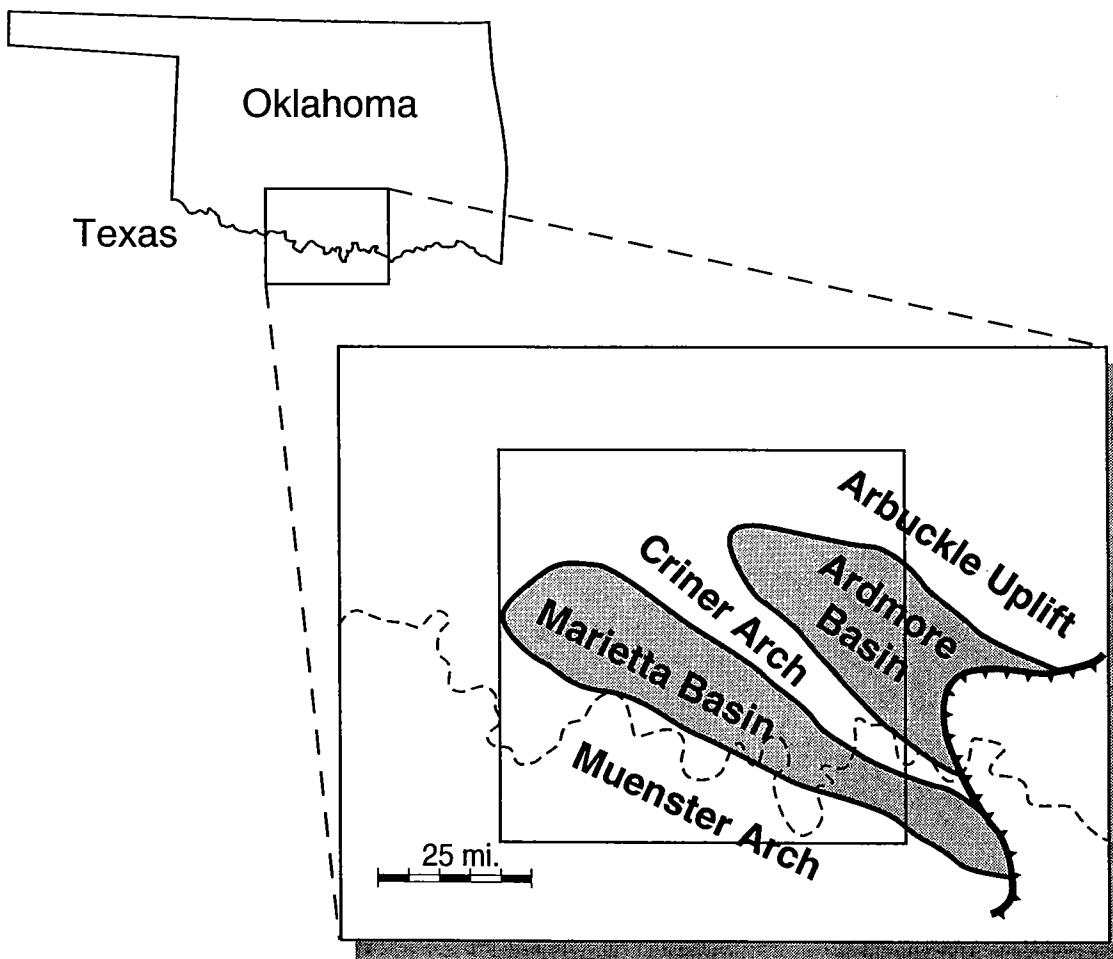 Oklahoma
Texas
Arbuckle Uplift
Ardmore
Basin
Criner Arch
Marietta Basin
Muenster Arch
25 mi.